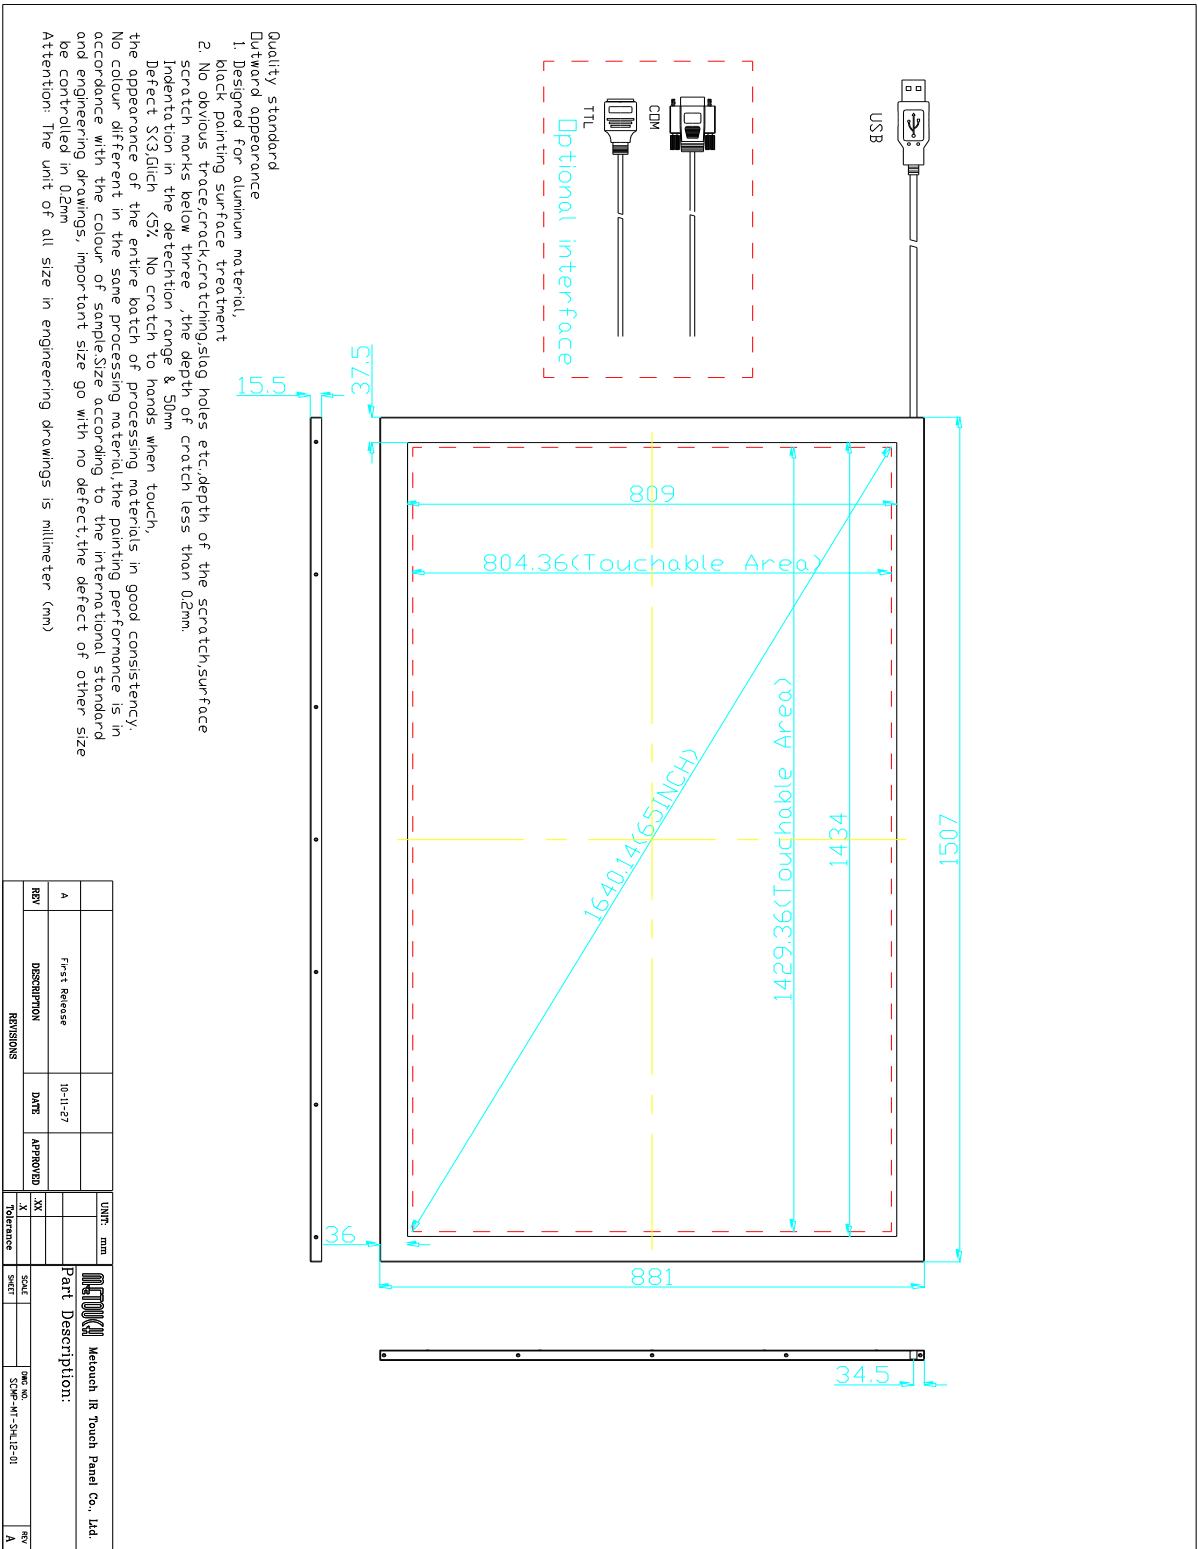 Quality standard
Outward appearance
1. Designed for aluminum material,
black painting surface treatment
2. No obvious trace,crack,cratching,slag holes etc.,depth of the scratch,surface
scratch marks below three ,the depth of cratch less than 0.2mm.
Indentation in the detechtion range & 50mm
Defect S<3,Glich <5% No cratch to hands when touch,
the appearance of the entire batch of processing materials in good consistency.
No colour different in the same processing material,the painting performance is in
accordance with the colour of sample.Size according to the international standard
and engineering drawings, important size go with no defect,the defect of other size
be controlled in 0.2mm
Attention: The unit of all size in engineering drawings is millimeter (mm)
USB
COM
TTL
Optional interface
15.5
37.5
809
804.36(Touchable Area)
1429.36(Touchable Area)
1434
1507
1640.14(65INCH)
36
881
34.5
A
First Release
10-11-27
REV
DESCRIPTION
DATE
APPROVED
REVISIONS
UNIT: mm
.XX
.X
Tolerance
METOUCH
Metouch IR Touch Panel Co., Ltd.
Part Description:
SCALE
SHEET
DWG NO.
SCMP-MT-SHL12-01
REV
A